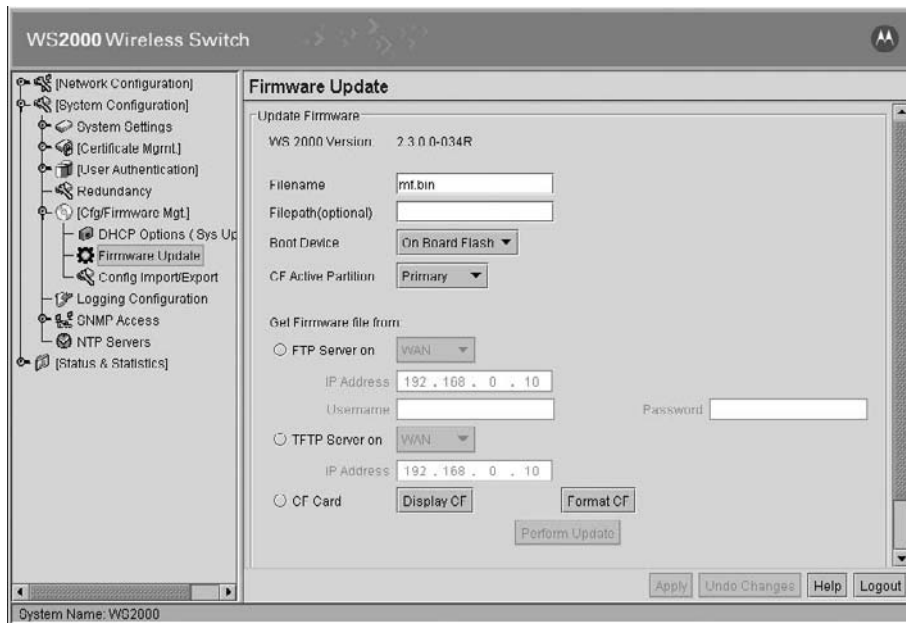 WS2000 Wireless Switch
[Network Configuration]
[System Configuration]
System Settings
[Certificate Mgmt.]
[User Authentication]
Redundancy
[Cfg/Firmware Mgt.]
DHCP Options ( Sys Up
Firmware Update
Config Import/Export
Logging Configuration
SNMP Access
NTP Servers
[Status & Statistics]
Firmware Update
Update Firmware
WS 2000 Version 2.3.0.0-034R
Filename mf.bin
Filepath(optional)
Boot Device On Board Flash
CF Active Partition Primary
Get Firmware file from:
FTP Server on WAN
IP Address 192 . 168 . 0 . 10
Username Password
TFTP Server on WAN
IP Address 192 . 168 . 0 . 10
CF Card Display CF Format CF
Perform Update
Apply Undo Changes Help Logout
System Name: WS2000